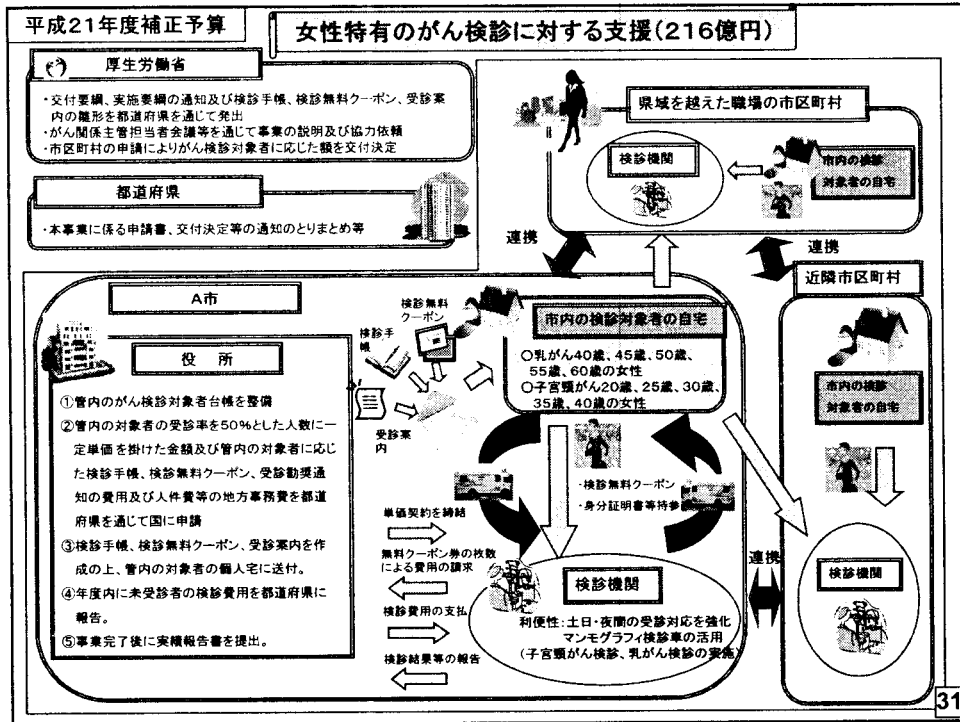 平成21年度補正予算
女性特有のがん検診に対する支援(216億円)
厚生労働省
・交付要綱、実施要綱の通知及び検診手帳、検診無料クーポン、受診案
内の雛形を都道府県を通じて発出
・がん関係主管担当者会議等を通じて事業の説明及び協力依頼
・市区町村の申請によりがん検診対象者に応じた額を交付決定
都道府県
・本事業に係る申請書、交付決定等の通知のとりまとめ等
県域を越えた職場の市区町村
検診機関
市内の検診
対象者の自宅
連携
連携
近隣市区町村
市内の検診
対象者の自宅
検診機関
連携
A市
役 所
①管内のがん検診対象者台帳を整備
②管内の対象者の受診率を50%とした人数に一
定単価を掛けた金額及び管内の対象者に応じ
た検診手帳、検診無料クーポン、受診勧奨通
知の費用及び人件費等の地方事務費を都道
府県を通じて国に申請
③検診手帳、検診無料クーポン、受診案内を作
成の上、管内の対象者の個人宅に送付。
④年度内に未受診者の検診費用を都道府県に
報告。
⑤事業完了後に実績報告書を提出。
検診無料
クーポン
検診手
帳
受診案
内
市内の検診対象者の自宅
○乳がん40歳、45歳、50歳、
55歳、60歳の女性
○子宮頸がん20歳、25歳、30歳、
35歳、40歳の女性
・検診無料クーポン
・身分証明書等持参
単価契約を締結
無料クーポン券の枚数
による費用の請求
検診費用の支払
検診結果等の報告
検診機関
利便性:土日・夜間の受診対応を強化
マンモグラフィ検診車の活用
(子宮頸がん検診、乳がん検診の実施)
31